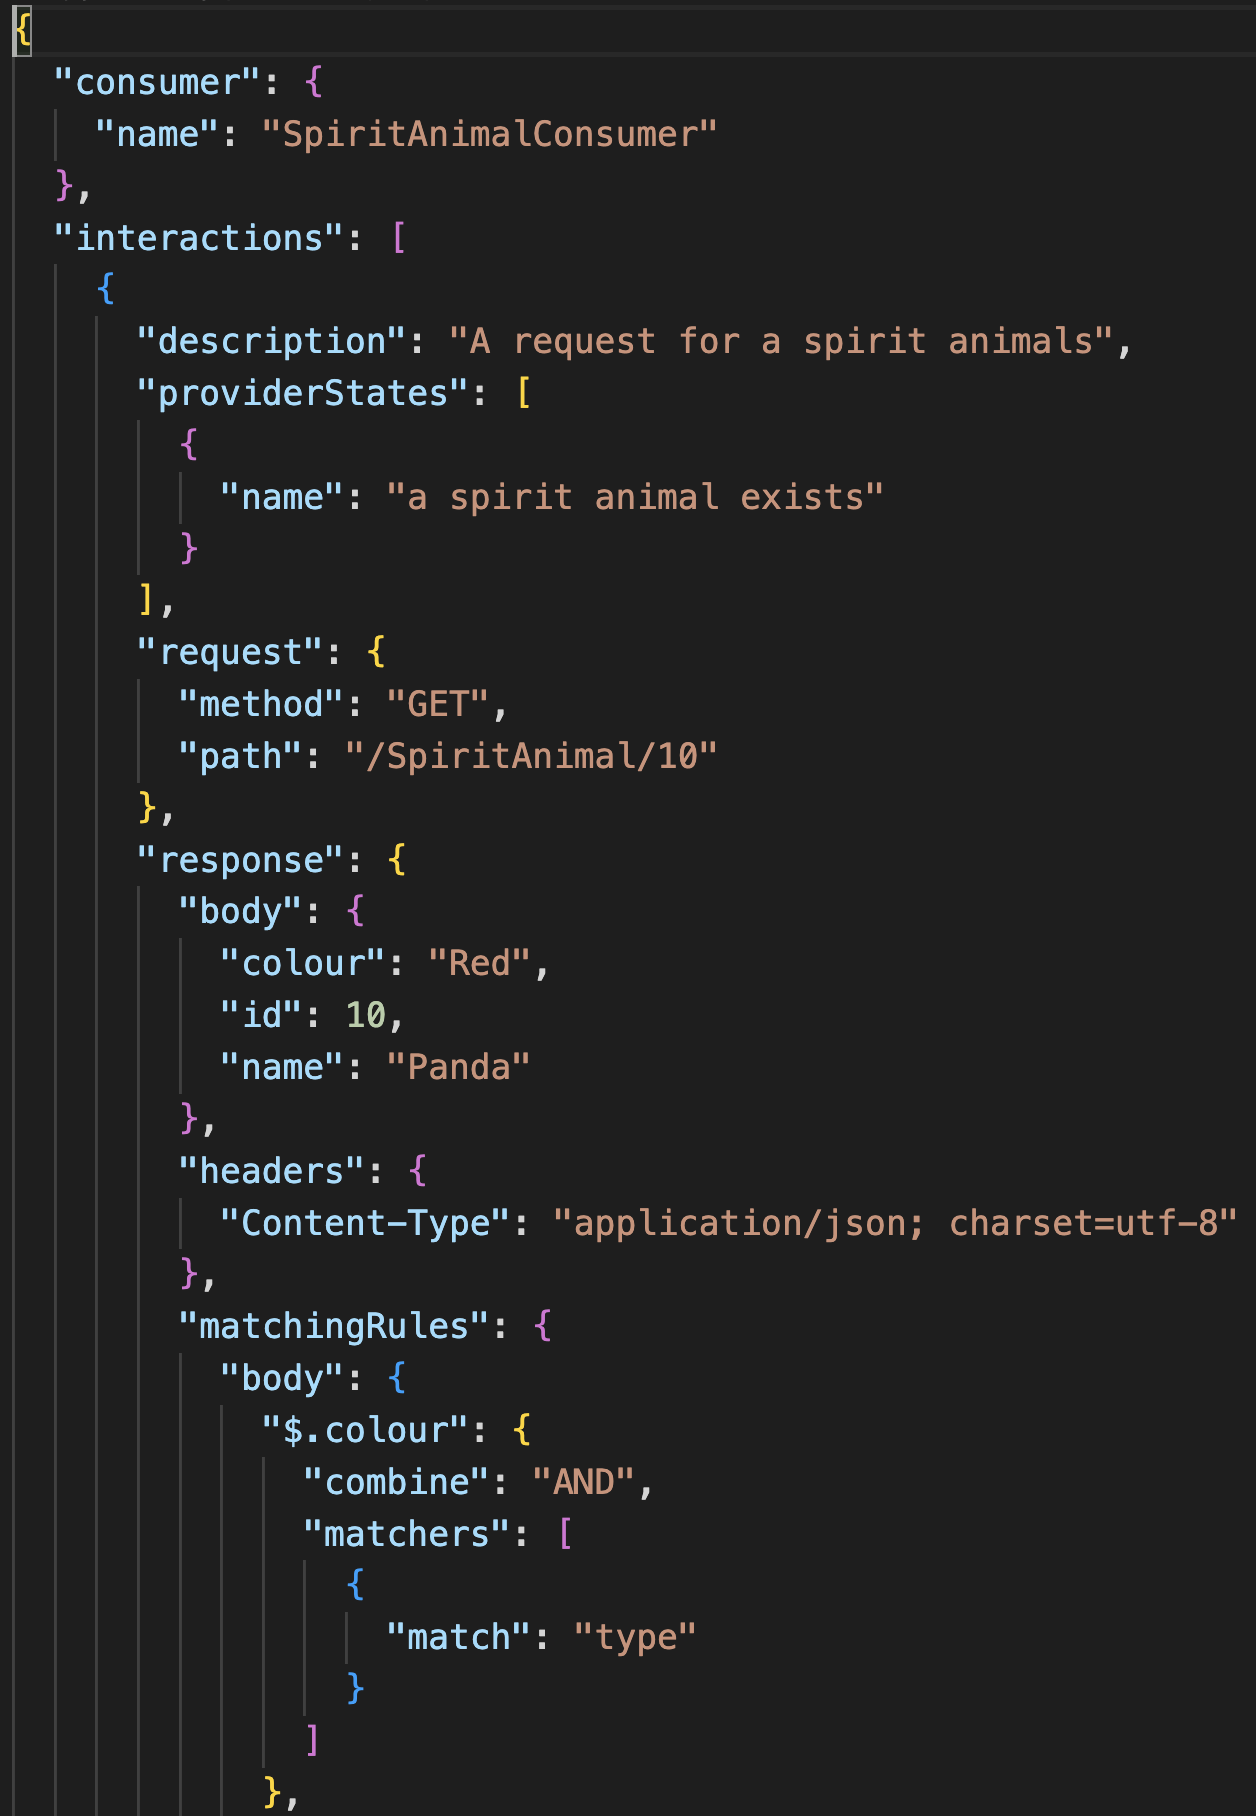 {
  "consumer": {
    "name": "SpiritAnimalConsumer"
  },
  "interactions": [
    {
      "description": "A request for a spirit animals",
      "providerStates": [
        {
          "name": "a spirit animal exists"
        }
      ],
      "request": {
        "method": "GET",
        "path": "/SpiritAnimal/10"
      },
      "response": {
        "body": {
          "colour": "Red",
          "id": 10,
          "name": "Panda"
        },
        "headers": {
          "Content-Type": "application/json; charset=utf-8"
        },
        "matchingRules": {
          "body": {
            "$.colour": {
              "combine": "AND",
              "matchers": [
                {
                  "match": "type"
                }
              ]
            },